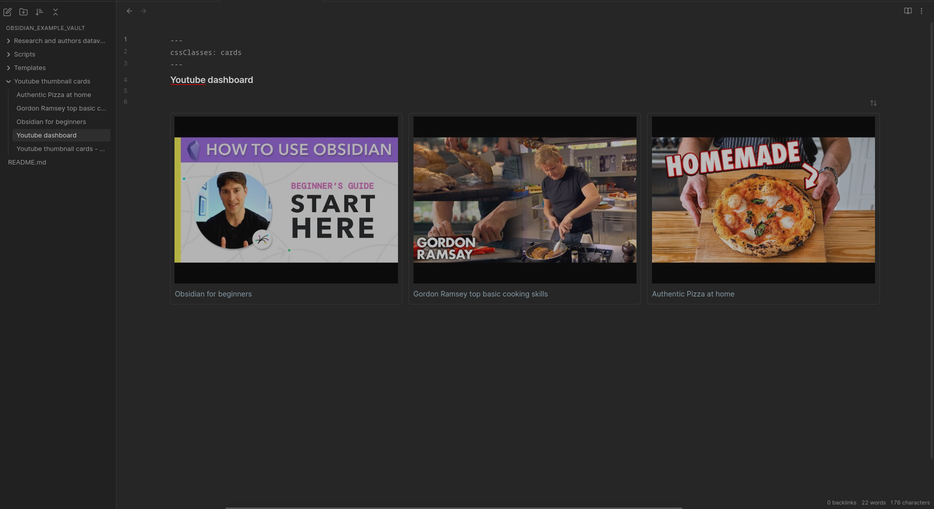 OBSIDIAN_EXAMPLE_VAULT
Research and authors datav...
Scripts
Templates
Youtube thumbnail cards
Authentic Pizza at home
Gordon Ramsey top basic c...
Obsidian for beginners
Youtube dashboard
Youtube thumbnail cards - ...
README.md
1 ---
2 cssClasses: cards
3 ---
4 Youtube dashboard
5
6
HOW TO USE OBSIDIAN
BEGINNER'S GUIDE
START
HERE
Obsidian for beginners
GORDON
RAMSAY
Gordon Ramsey top basic cooking skills
HOMEMADE
Authentic Pizza at home
0 backlinks 22 words 176 characters